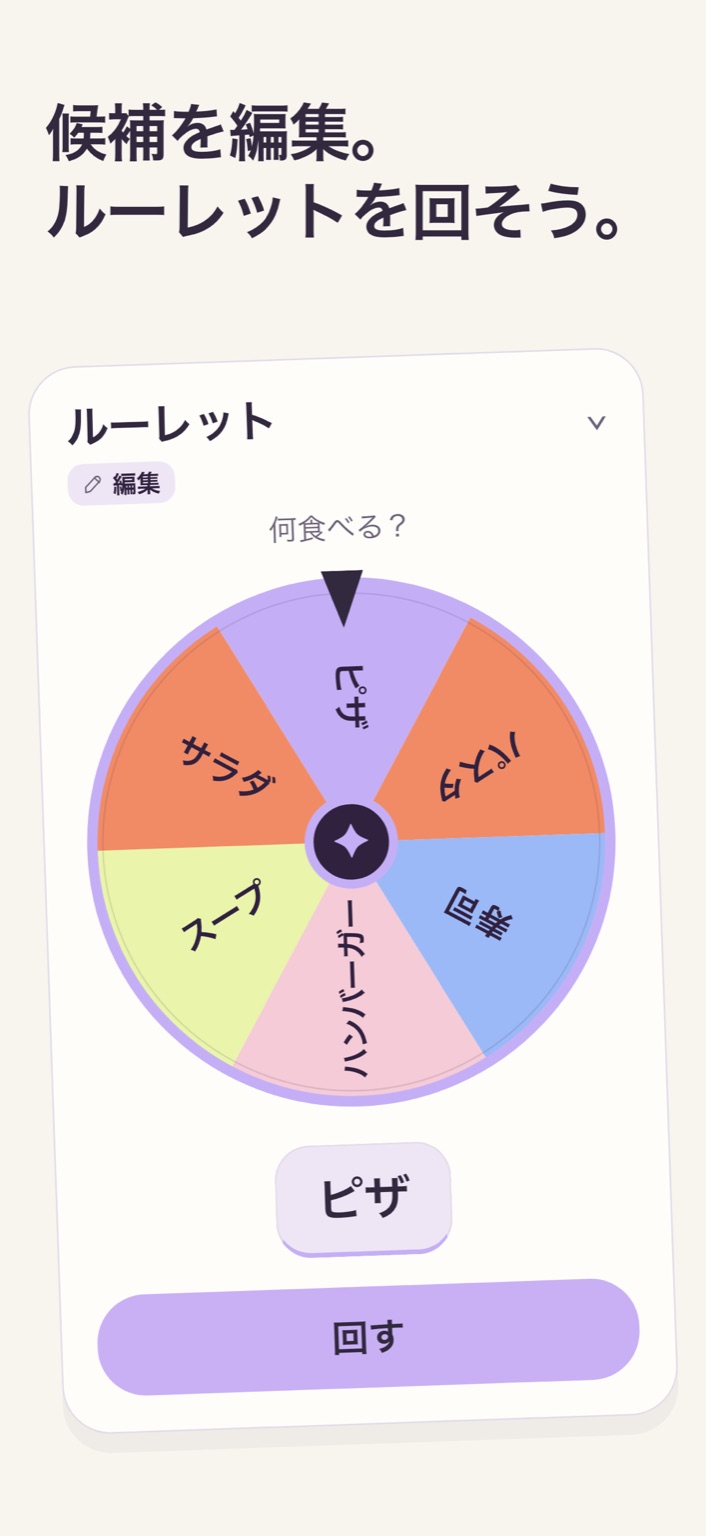 候補を編集。
ルーレットを回そう。
ルーレット
編集
何食べる？
ピザ
パスタ
寿司
ハンバーガー
スープ
サラダ
ピザ
回す